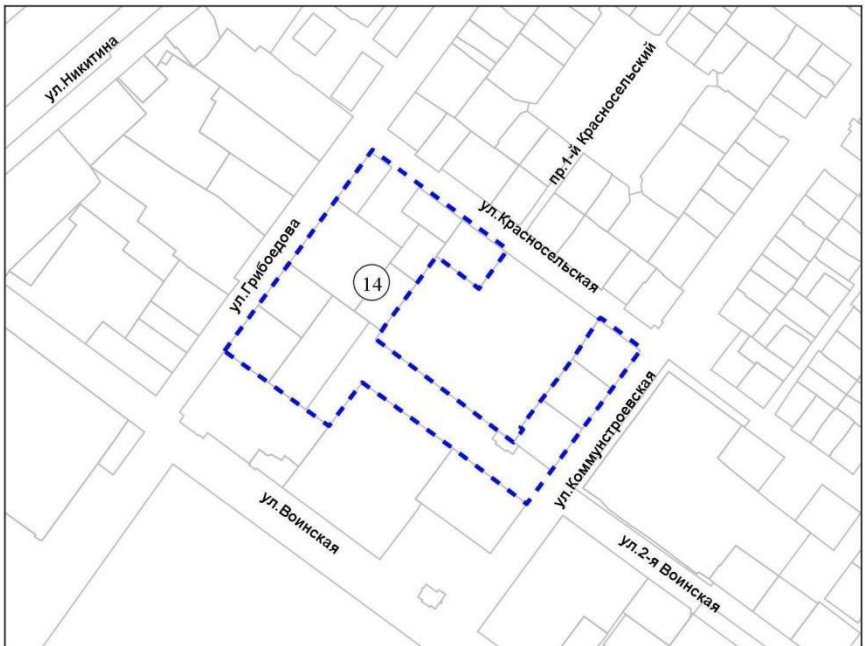 ул.Никитина
пр.1-й Красносельский
ул.Красносельская
ул.Грибоедова
14
ул.Коммунстроевская
ул.Воинская
ул.2-я Воинская